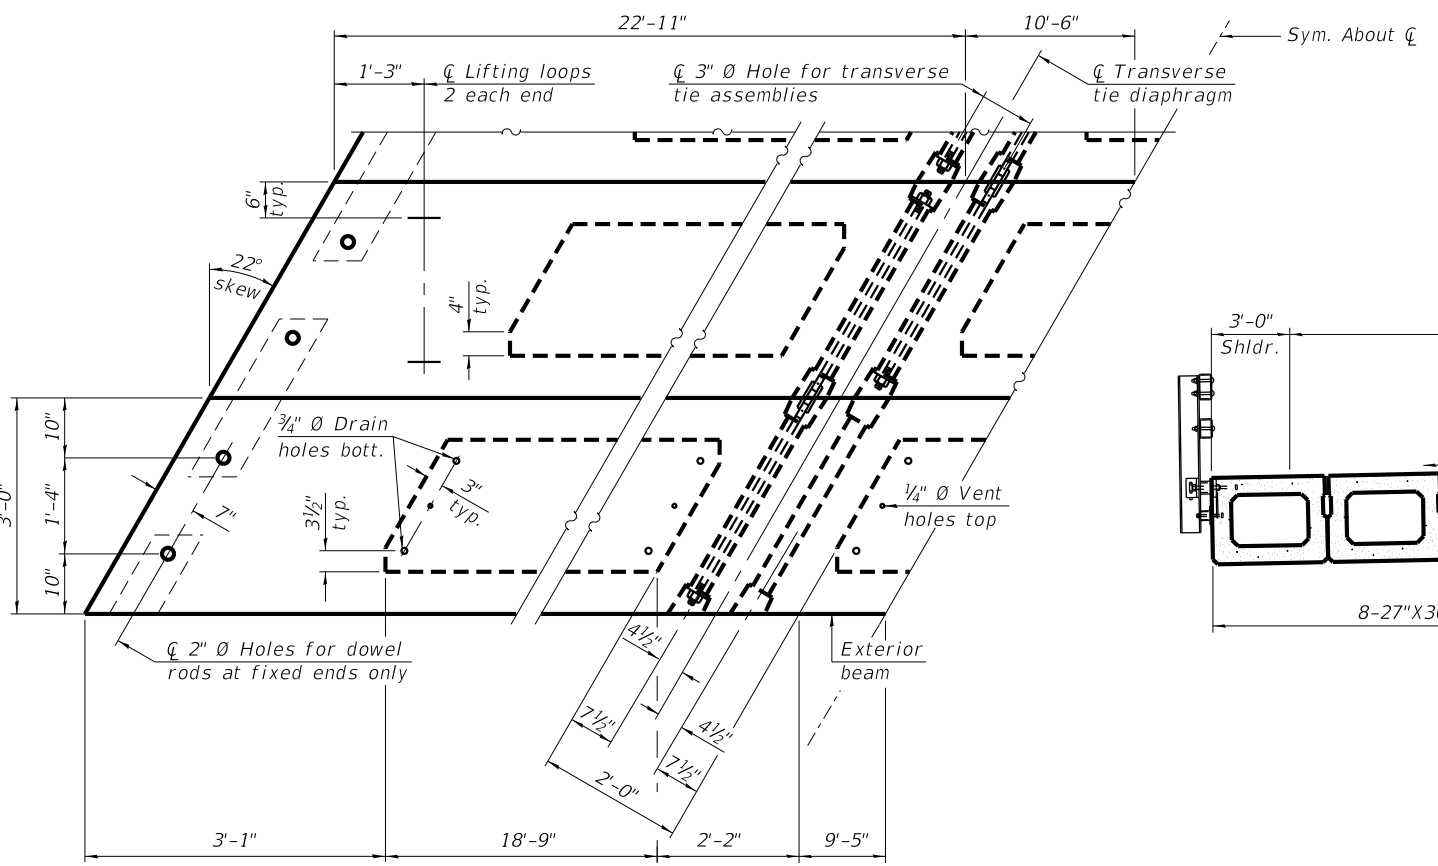 22'-11"
10'-6"
Sym. About ℄
1'-3"
℄ Lifting loops
2 each end
℄ 3" Ø Hole for transverse
tie assemblies
℄ Transverse
tie diaphragm
6"
typ.
22°
skew
4"
typ.
3'-0"
Shldr.
10"
¾" Ø Drain
holes bott.
3'-0"
1'-4"
7"
3½"
typ.
3"
typ.
¼" Ø Vent
holes top
10"
8-27"X36
℄ 2" Ø Holes for dowel
rods at fixed ends only
4½"
Exterior
beam
7½"
4½"
7½"
2'-0"
3'-1"
18'-9"
2'-2"
9'-5"